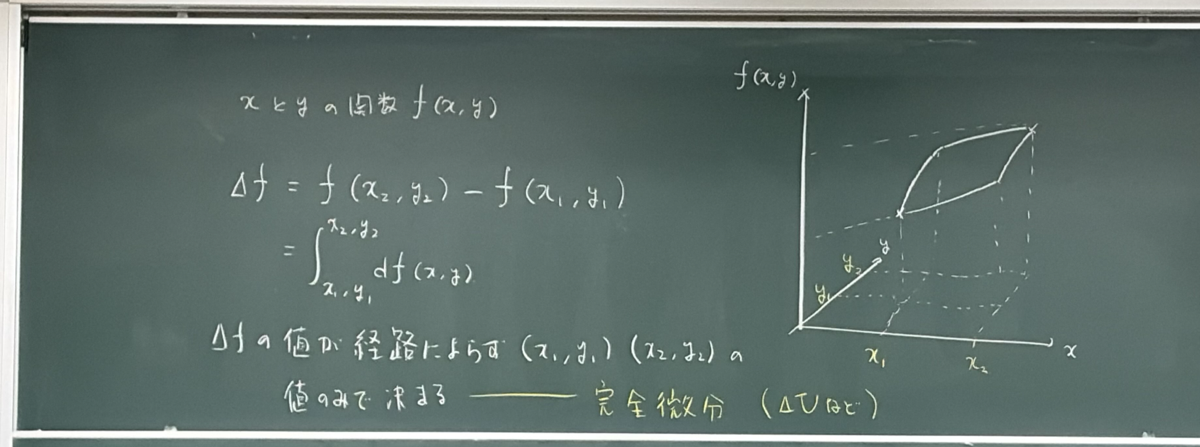 xとyの関数 f(x,y)
Δf = f(x₂,y₂) − f(x₁,y₁)
= ∫_{x₁,y₁}^{x₂,y₂} df(x,y)
Δfの値が経路によらず (x₁,y₁) (x₂,y₂)の
値のみで決まる —— 完全微分 (ΔUなど)
f(x,y)
y
y₂
y₁
x₁
x₂
x